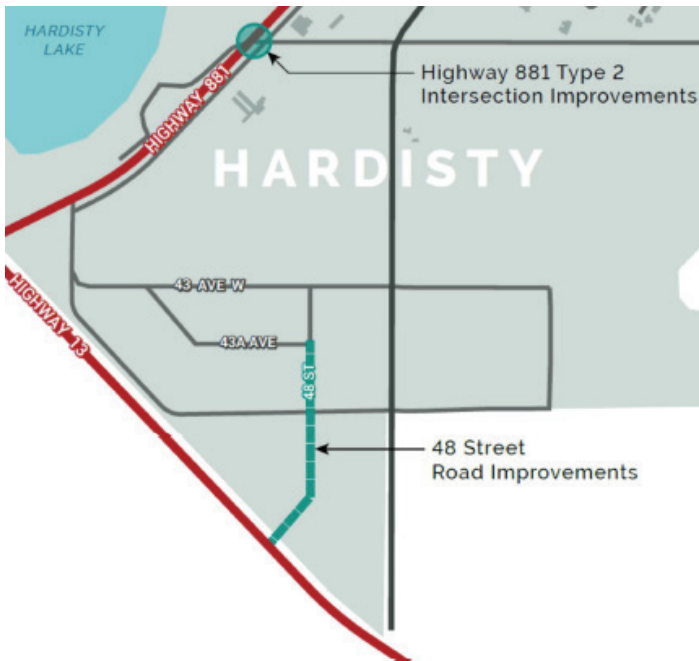 HARDISTY
LAKE
HIGHWAY 881
Highway 881 Type 2
Intersection Improvements
HARDISTY
43 AVE W
HIGHWAY 13
43A AVE
48 ST
48 Street
Road Improvements